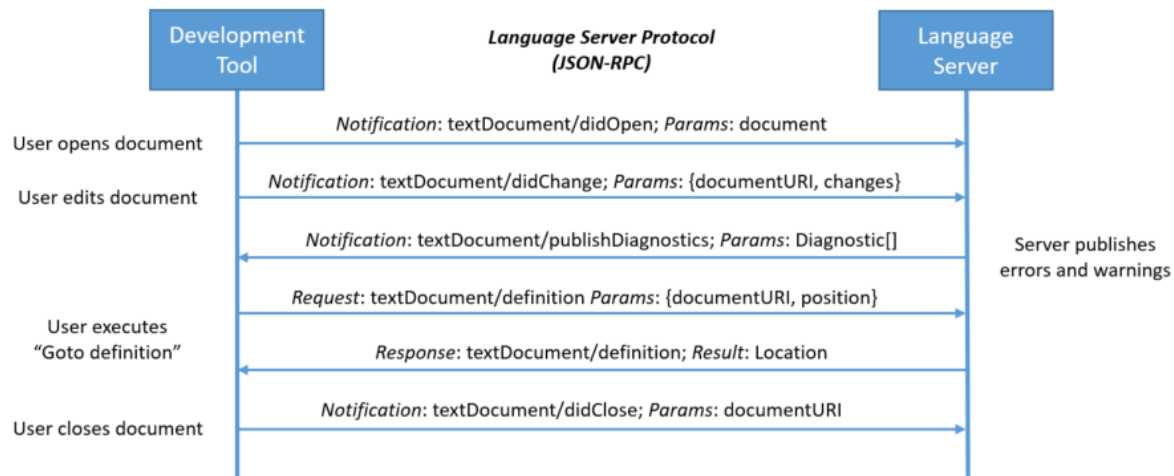 Development
Tool
Language Server Protocol
(JSON-RPC)
Language
Server
Notification: textDocument/didOpen; Params: document
User opens document
Notification: textDocument/didChange; Params: {documentURI, changes}
User edits document
Notification: textDocument/publishDiagnostics; Params: Diagnostic[]
Server publishes
errors and warnings
Request: textDocument/definition Params: {documentURI, position}
User executes
“Goto definition”
Response: textDocument/definition; Result: Location
Notification: textDocument/didClose; Params: documentURI
User closes document